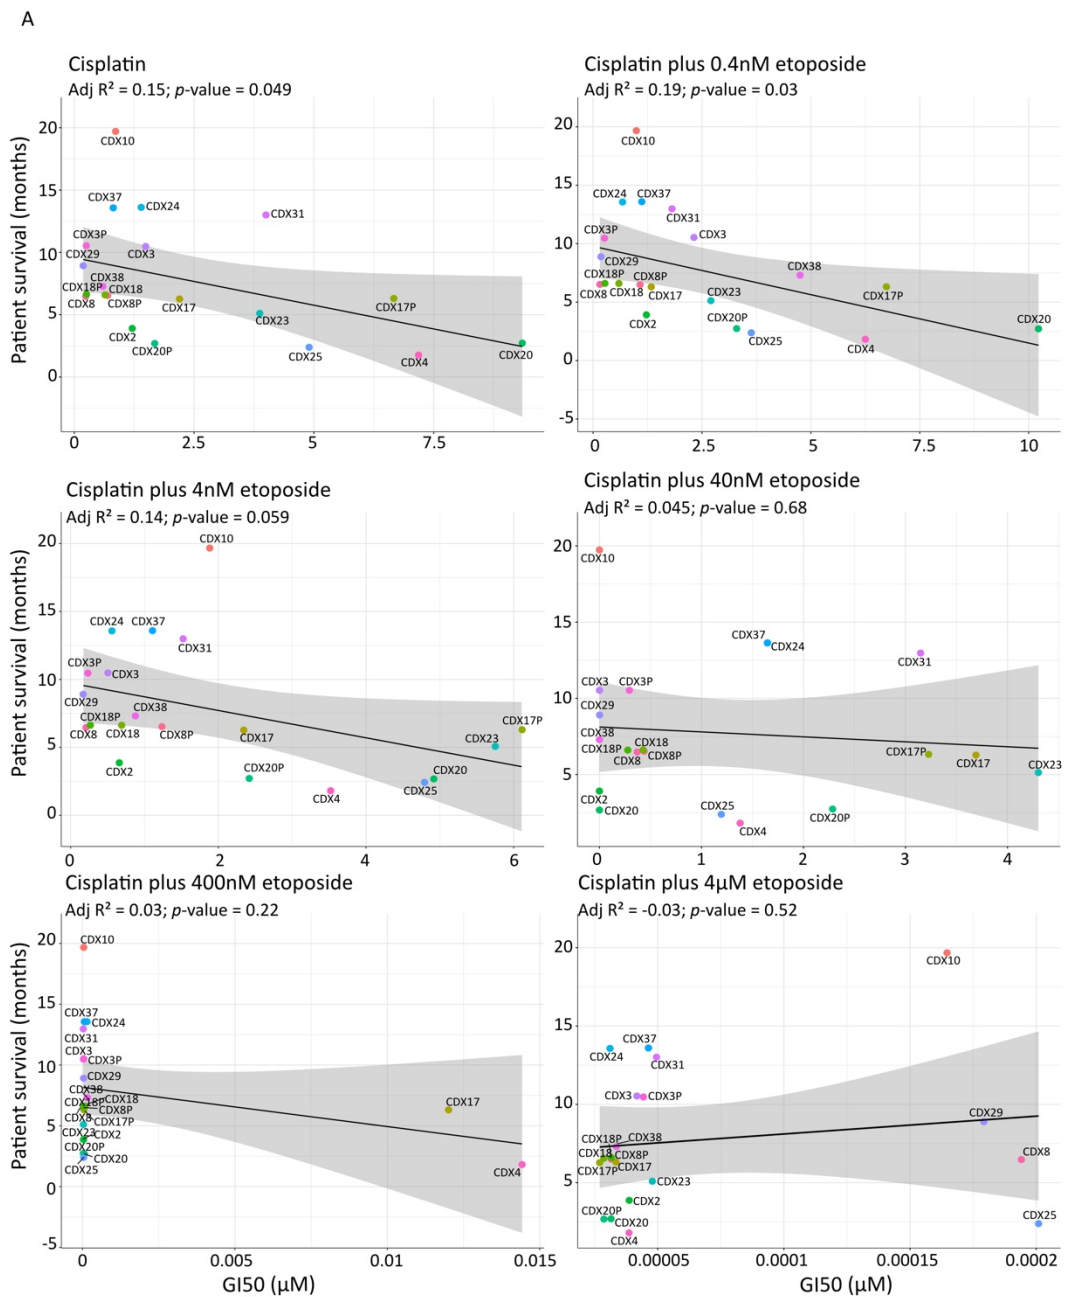 A
Cisplatin
Adj R² = 0.15; p-value = 0.049
Patient survival (months)
20
15
10
5
0
CDX10
CDX37
CDX24
CDX31
CDX3P
CDX3
CDX29
CDX38
CDX18P
CDX18
CDX8
CDX8P
CDX17
CDX17P
CDX23
CDX2
CDX20P
CDX25
CDX4
CDX20
0
2.5
5
7.5
Cisplatin plus 0.4nM etoposide
Adj R² = 0.19; p-value = 0.03
20
15
10
5
0
-5
CDX10
CDX24
CDX37
CDX31
CDX3P
CDX3
CDX29
CDX38
CDX18P
CDX8P
CDX8
CDX18
CDX17
CDX23
CDX17P
CDX2
CDX20P
CDX25
CDX4
CDX20
0
2.5
5
7.5
10
Cisplatin plus 4nM etoposide
Adj R² = 0.14; p-value = 0.059
Patient survival (months)
20
15
10
5
0
CDX10
CDX24
CDX37
CDX31
CDX3P
CDX3
CDX29
CDX38
CDX18P
CDX8
CDX18
CDX8P
CDX17
CDX17P
CDX23
CDX2
CDX20P
CDX20
CDX25
CDX4
0
2
4
6
Cisplatin plus 40nM etoposide
Adj R² = 0.045; p-value = 0.68
20
15
10
5
CDX10
CDX37
CDX24
CDX31
CDX3
CDX3P
CDX29
CDX38
CDX18
CDX18P
CDX8P
CDX8
CDX17P
CDX17
CDX23
CDX2
CDX20
CDX25
CDX4
CDX20P
0
1
2
3
4
Cisplatin plus 400nM etoposide
Adj R² = 0.03; p-value = 0.22
Patient survival (months)
20
15
10
5
0
-5
CDX10
CDX37
CDX24
CDX31
CDX3
CDX3P
CDX29
CDX38
CDX18
CDX18P
CDX8P
CDX8
CDX17P
CDX23
CDX2
CDX20P
CDX20
CDX25
CDX17
CDX4
0
0.005
0.01
0.015
GI50 (µM)
Cisplatin plus 4µM etoposide
Adj R² = -0.03; p-value = 0.52
20
15
10
5
CDX10
CDX24
CDX37
CDX31
CDX3
CDX3P
CDX29
CDX18P
CDX38
CDX18
CDX8P
CDX17P
CDX17
CDX8
CDX23
CDX2
CDX20P
CDX20
CDX4
CDX25
0.00005
0.00001
0.00015
0.0002
GI50 (µM)